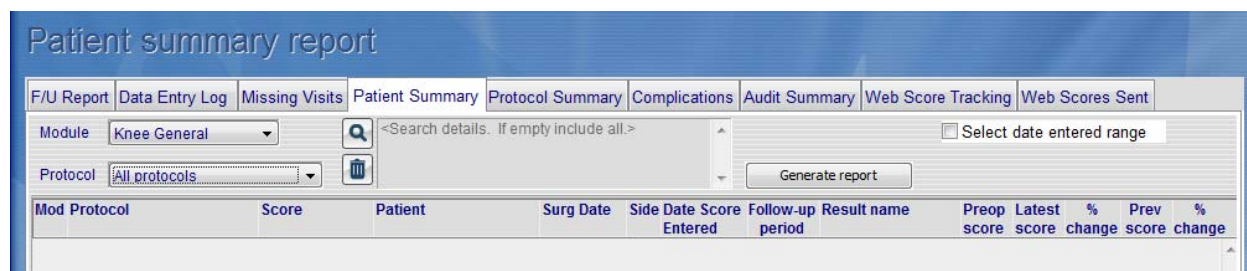 Patient summary report
F/U Report Data Entry Log Missing Visits Patient Summary Protocol Summary Complications Audit Summary Web Score Tracking Web Scores Sent
Module Knee General <Search details. If empty include all.> Select date entered range
Protocol All protocols Generate report
Mod Protocol Score Patient Surg Date Side Date Score Follow-up Result name Preop Latest % Prev %
Entered period score score change score change